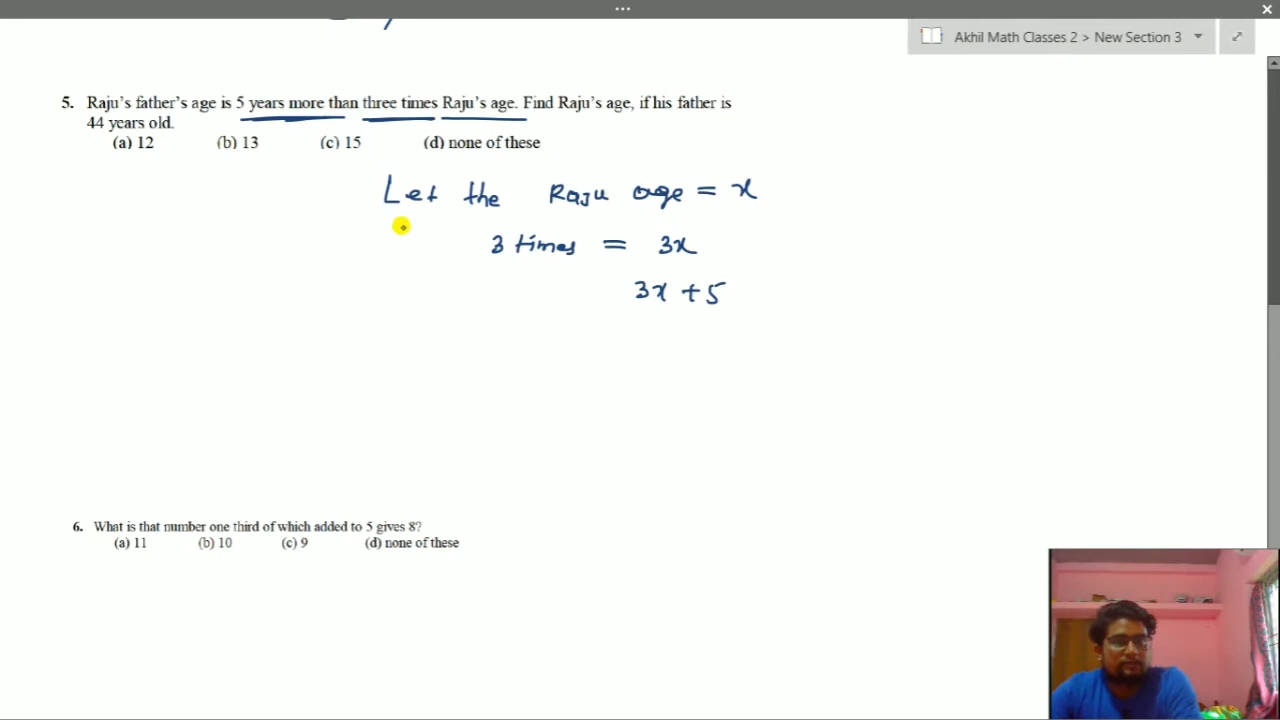 Akhil Math Classes 2 > New Section 3
5. Raju's father's age is 5 years more than three times Raju's age. Find Raju's age, if his father is
44 years old.
(a) 12 (b) 13 (c) 15 (d) none of these
Let the Raju age = x
3 times = 3x
3x + 5
6. What is that number one third of which added to 5 gives 8?
(a) 11 (b) 10 (c) 9 (d) none of these